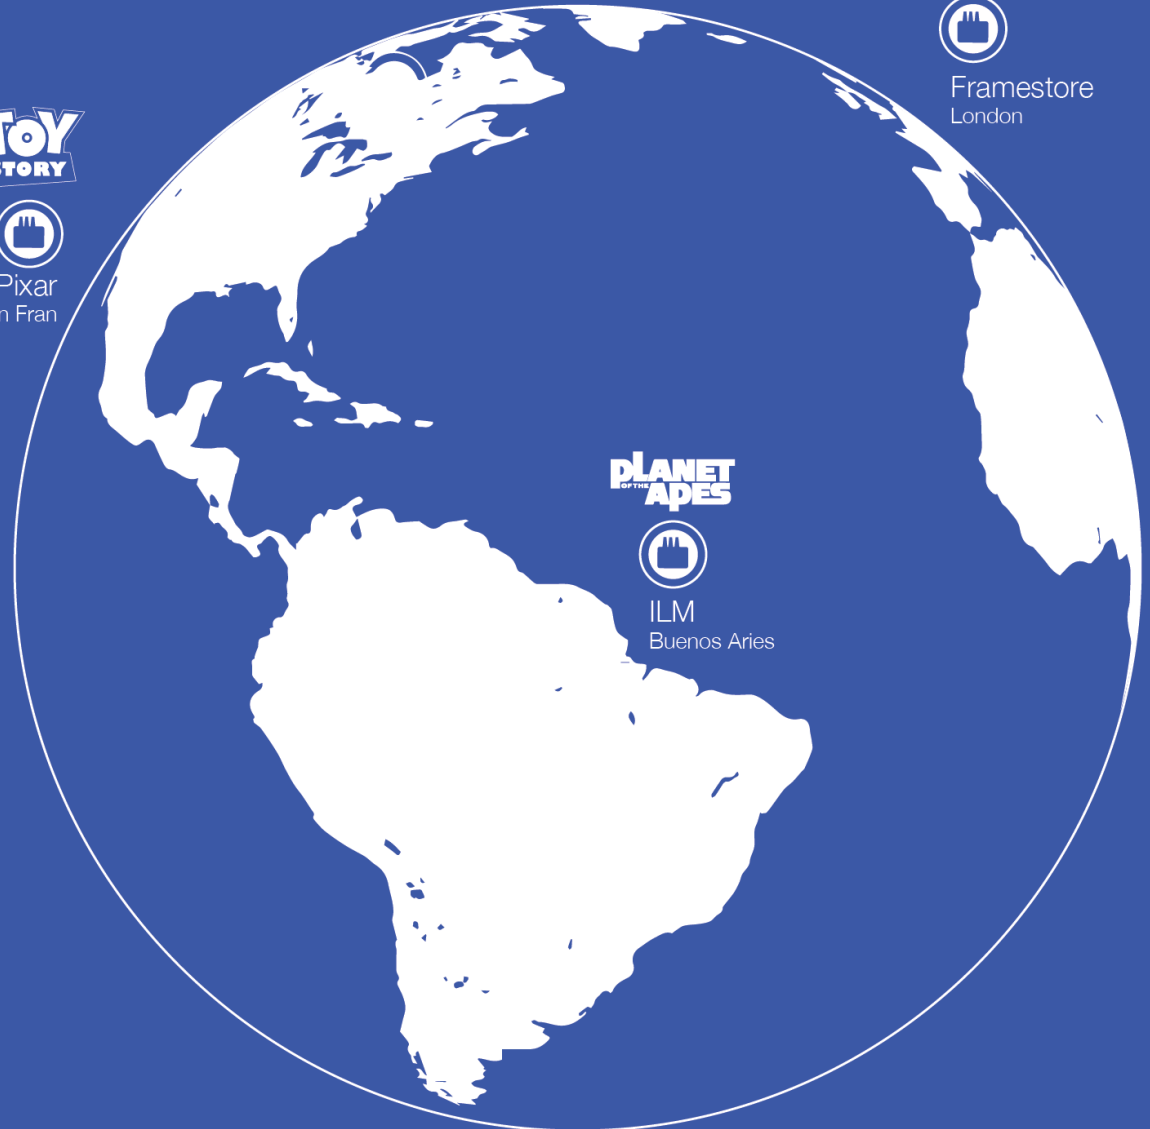 Framestore
London
TOY
STORY
Pixar
n Fran
PLANET
OF THE
APES
ILM
Buenos Aries